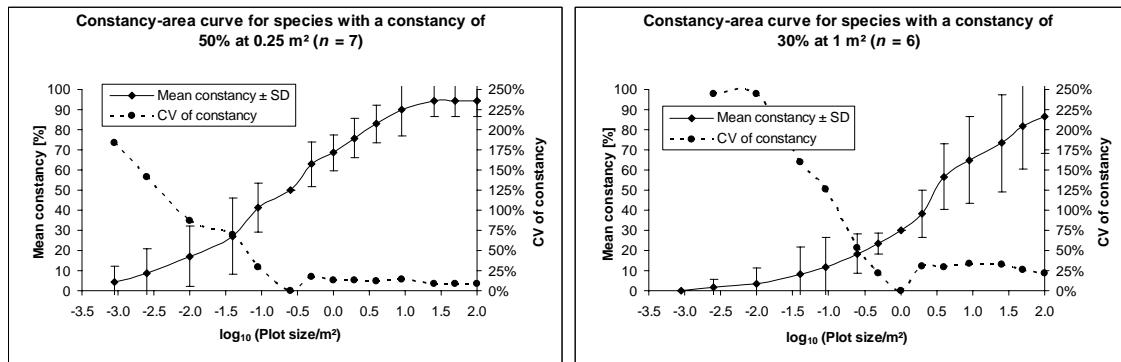 Constancy-area curve for species with a constancy of
50% at 0.25 m² (n = 7)
100
90
80
70
60
50
40
30
20
10
0
Mean constancy [%]
Mean constancy ± SD
CV of constancy
250%
225%
200%
175%
150%
125%
100%
75%
50%
25%
0%
CV of constancy
-3.5 -3.0 -2.5 -2.0 -1.5 -1.0 -0.5 0.0 0.5 1.0 1.5 2.0
log10 (Plot size/m²)
Constancy-area curve for species with a constancy of
30% at 1 m² (n = 6)
100
90
80
70
60
50
40
30
20
10
0
Mean constancy [%]
Mean constancy ± SD
CV of constancy
250%
225%
200%
175%
150%
125%
100%
75%
50%
25%
0%
CV of constancy
-3.5 -3.0 -2.5 -2.0 -1.5 -1.0 -0.5 0.0 0.5 1.0 1.5 2.0
log10 (Plot size/m²)